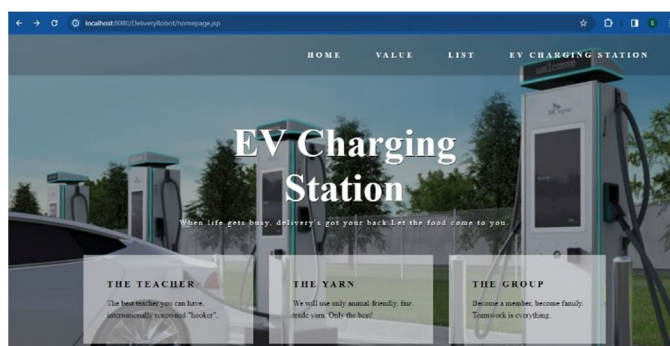 localhost:8080/DeliveryRobot/homepage.jsp
HOME VALUE LIST EV CHARGING STATION
welcome
EV Charging
Station
When life gets busy, delivery's got your back Let the food come to you.
THE TEACHER THE YARN THE GROUP
The best teacher you can have,
internationally renowned "hooker".
We will use only animal-friendly, fair-
trade yarn. Only the best!
Become a member, become family.
Teamwork is everything.